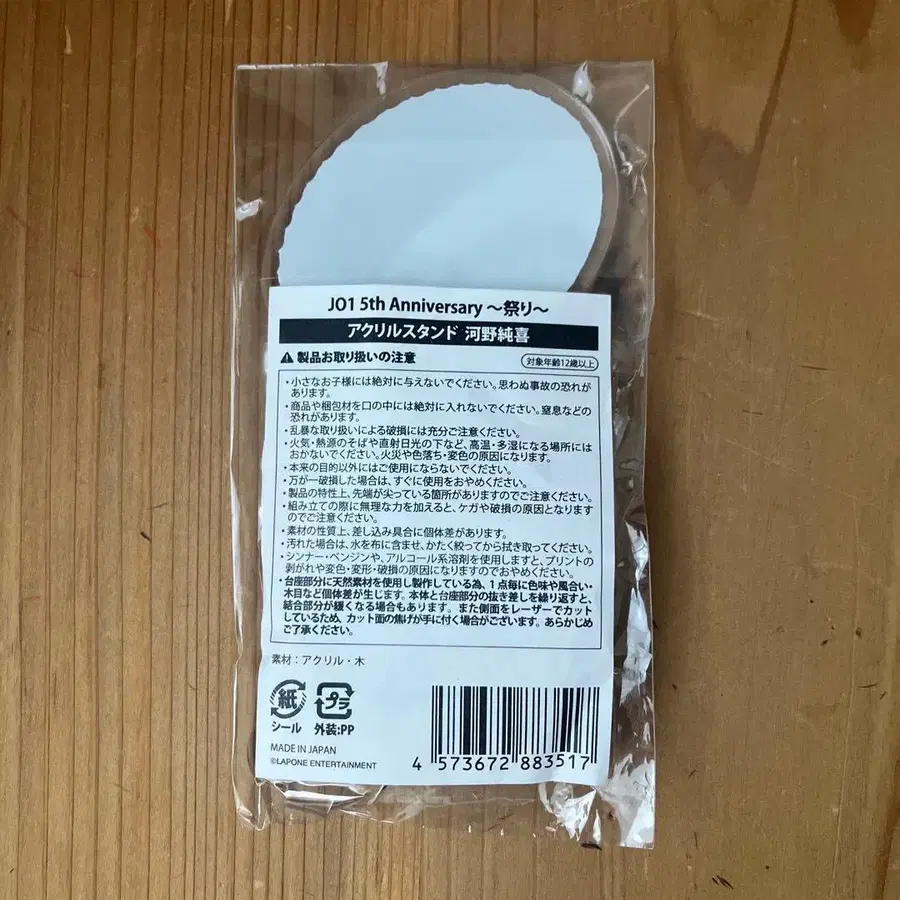 JO1 5th Anniversary ～祭り～
アクリルスタンド 河野純喜
製品お取り扱いの注意
対象年齢12歳以上
・小さなお子様には絶対に与えないでください。思わぬ事故の恐れが
あります。
・商品や梱包材を口の中には絶対に入れないでください。窒息などの
恐れがあります。
・乱暴な取り扱いによる破損には充分ご注意ください。
・火気・熱源のそばや直射日光の下など、高温・多湿になる場所には
おかないでください。火災や色落ち・変色の原因になります。
・本来の目的以外にはご使用にならないでください。
・万が一破損した場合は、すぐに使用をおやめください。
・製品の特性上、先端が尖っている箇所がありますのでご注意ください。
・組み立ての際に無理な力を加えると、ケガや破損の原因となります
のでご注意ください。
・素材の性質上、差し込み具合に個体差があります。
・汚れた場合は、水を布に含ませ、かたく絞ってから拭き取ってください。
・シンナー・ベンジンや、アルコール系溶剤を使用しますと、プリントの
剥がれや変色・変形・破損の原因になりますのでおやめください。
・台座部分に天然素材を使用し製作している為、1点毎に色味や風合い・
木目など個体差が生じます。本体と台座部分の抜き差しを繰り返すと、
結合部分が緩くなる場合もあります。また側面をレーザーでカット
しているため、カット面の焦げが手に付く場合がございます。あらかじめ
ご了承ください。
素材：アクリル・木
紙
プラ
シール
外装:PP
MADE IN JAPAN
©LAPONE ENTERTAINMENT
4 573672 883517